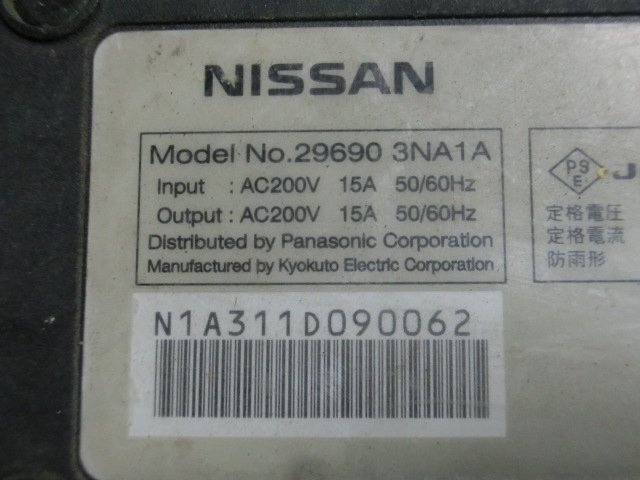 NISSAN
Model No.29690 3NA1A
Input : AC200V 15A 50/60Hz
Output : AC200V 15A 50/60Hz
Distributed by Panasonic Corporation
Manufactured by Kyokuto Electric Corporation
N1A311D090062
PS
E
J
定格電圧
定格電流
防雨形